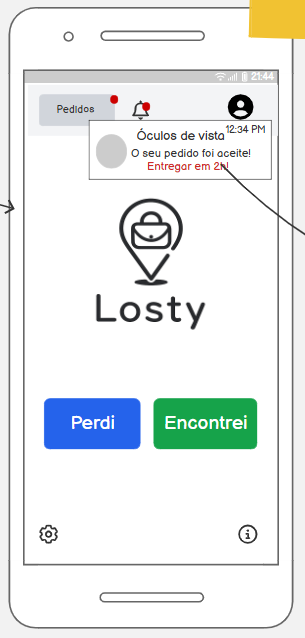 21:44
Pedidos
Óculos de vista
12:34 PM
O seu pedido foi aceite!
Entregar em 2h!
Losty
Perdi
Encontrei